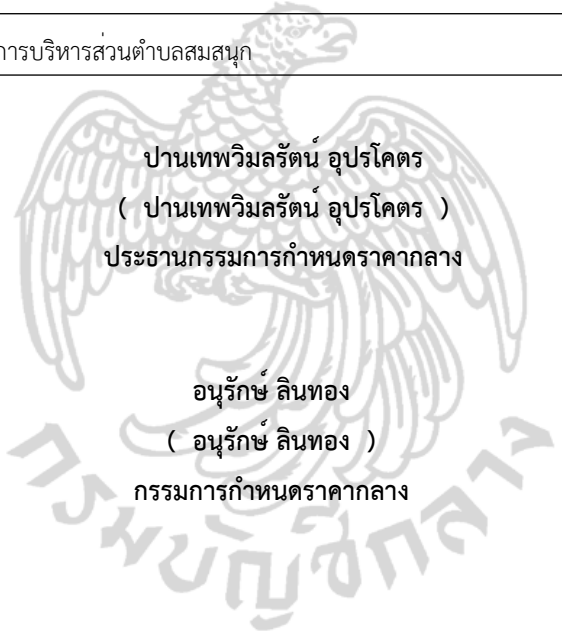 การบริหารส่วนตำบลสมสนุก
ปานเทพวิมลรัตน์ อุปรโคตร
( ปานเทพวิมลรัตน์ อุปรโคตร )
ประธานกรรมการกำหนดราคากลาง
อนุรักษ์ ลินทอง
( อนุรักษ์ ลินทอง )
กรรมการกำหนดราคากลาง
กรมบัญชีกลาง